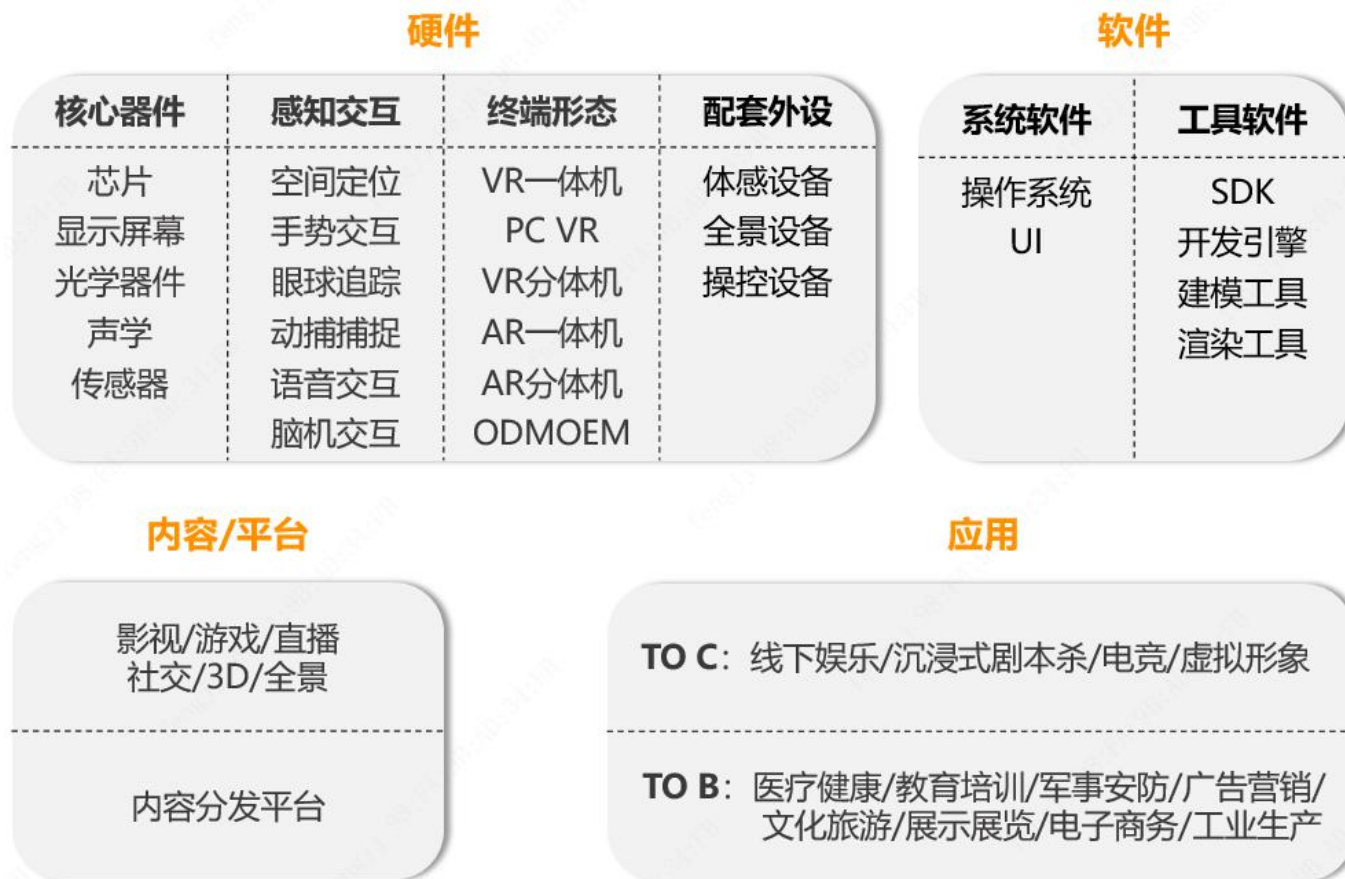 硬件
核心器件 感知交互 终端形态 配套外设
芯片 空间定位 VR一体机 体感设备
显示屏幕 手势交互 PC VR 全景设备
光学器件 眼球追踪 VR分体机 操控设备
声学 动捕捕捉 AR一体机
传感器 语音交互 AR分体机
脑机交互 ODMOEM
软件
系统软件 工具软件
操作系统 SDK
UI 开发引擎
建模工具
渲染工具
内容/平台
影视/游戏/直播
社交/3D/全景
内容分发平台
应用
TO C：线下娱乐/沉浸式剧本杀/电竞/虚拟形象
TO B：医疗健康/教育培训/军事安防/广告营销/
文化旅游/展示展览/电子商务/工业生产